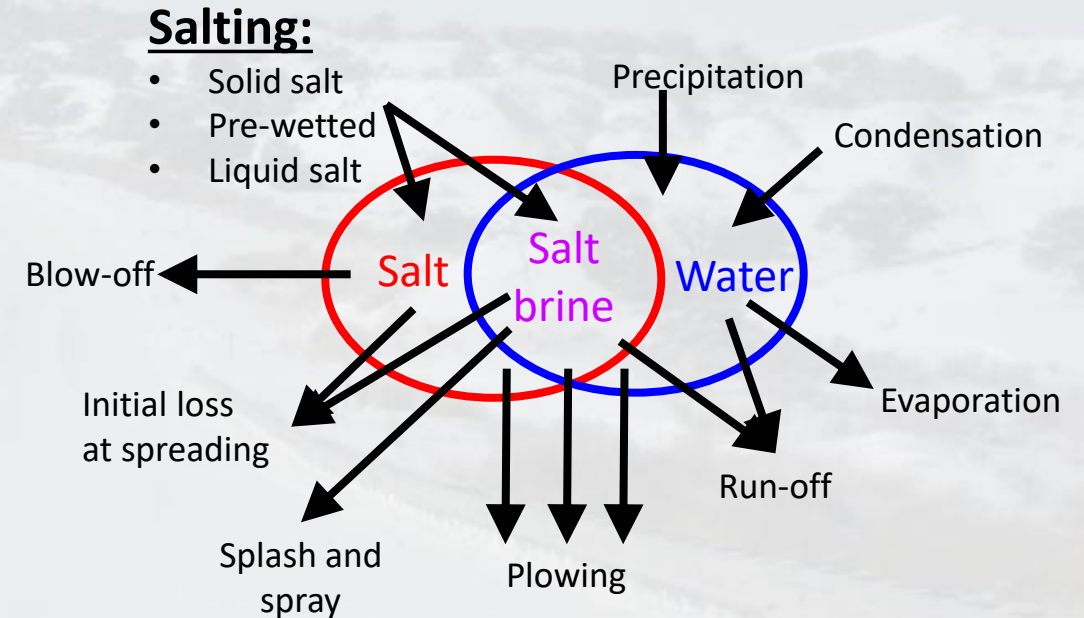 Salting:
• Solid salt
• Pre-wetted
• Liquid salt
Precipitation
Condensation
Blow-off
Salt
Salt
brine
Water
Initial loss
at spreading
Evaporation
Run-off
Splash and
spray
Plowing